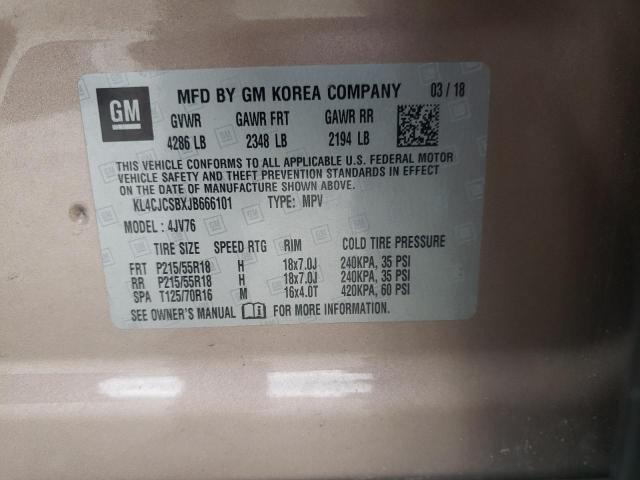 GM
MFD BY GM KOREA COMPANY 03 / 18
GVWR GAWR FRT GAWR RR
4286 LB 2348 LB 2194 LB
THIS VEHICLE CONFORMS TO ALL APPLICABLE U.S. FEDERAL MOTOR
VEHICLE SAFETY AND THEFT PREVENTION STANDARDS IN EFFECT
ON THE DATE OF MANUFACTURE SHOWN ABOVE.
KL4CJCSBXJB666101 TYPE: MPV
MODEL : 4JV76
TIRE SIZE SPEED RTG RIM COLD TIRE PRESSURE
FRT P215/55R18 H 18x7.0J 240KPA, 35 PSI
RR P215/55R18 H 18x7.0J 240KPA, 35 PSI
SPA T125/70R16 M 16x4.0T 420KPA, 60 PSI
SEE OWNER'S MANUAL FOR MORE INFORMATION.